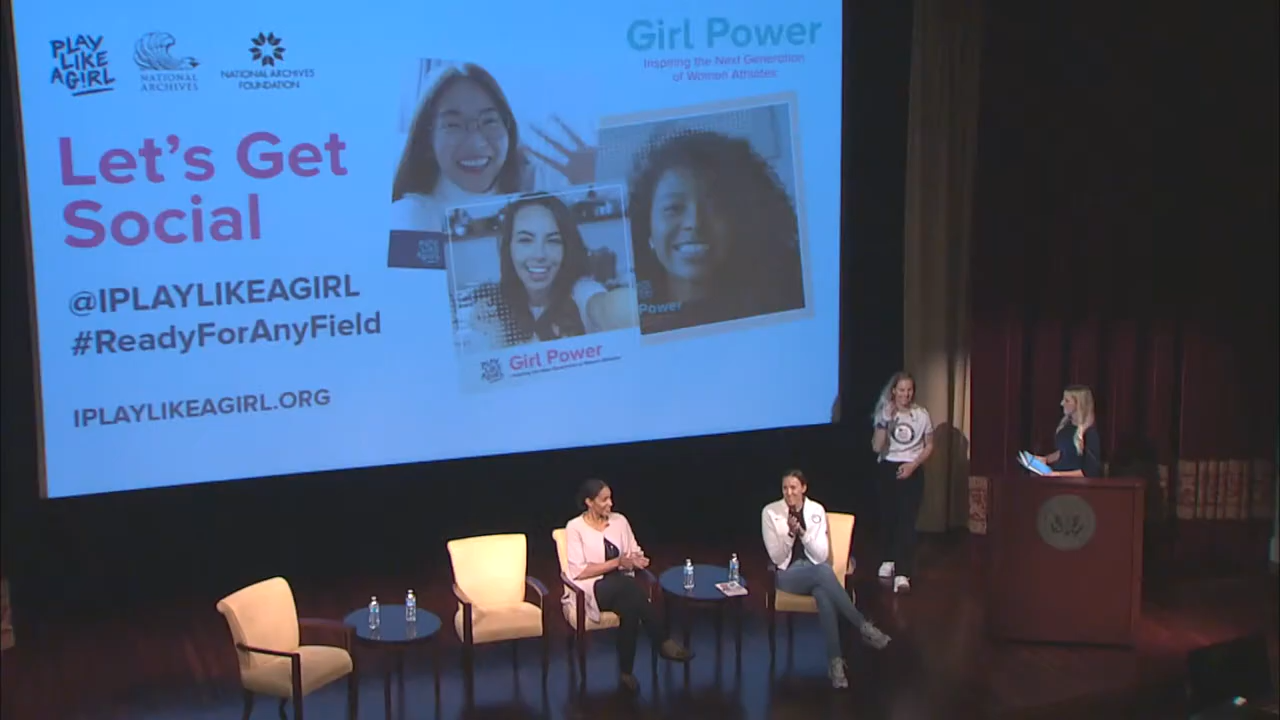 PLAY
LIKE
A G!RL
NATIONAL
ARCHIVES
NATIONAL ARCHIVES
FOUNDATION
Girl Power
Inspiring the Next Generation
of Women Athletes
Let's Get
Social
@IPLAYLIKEAGIRL
#ReadyForAnyField
IPLAYLIKEAGIRL.ORG
Power
Girl Power